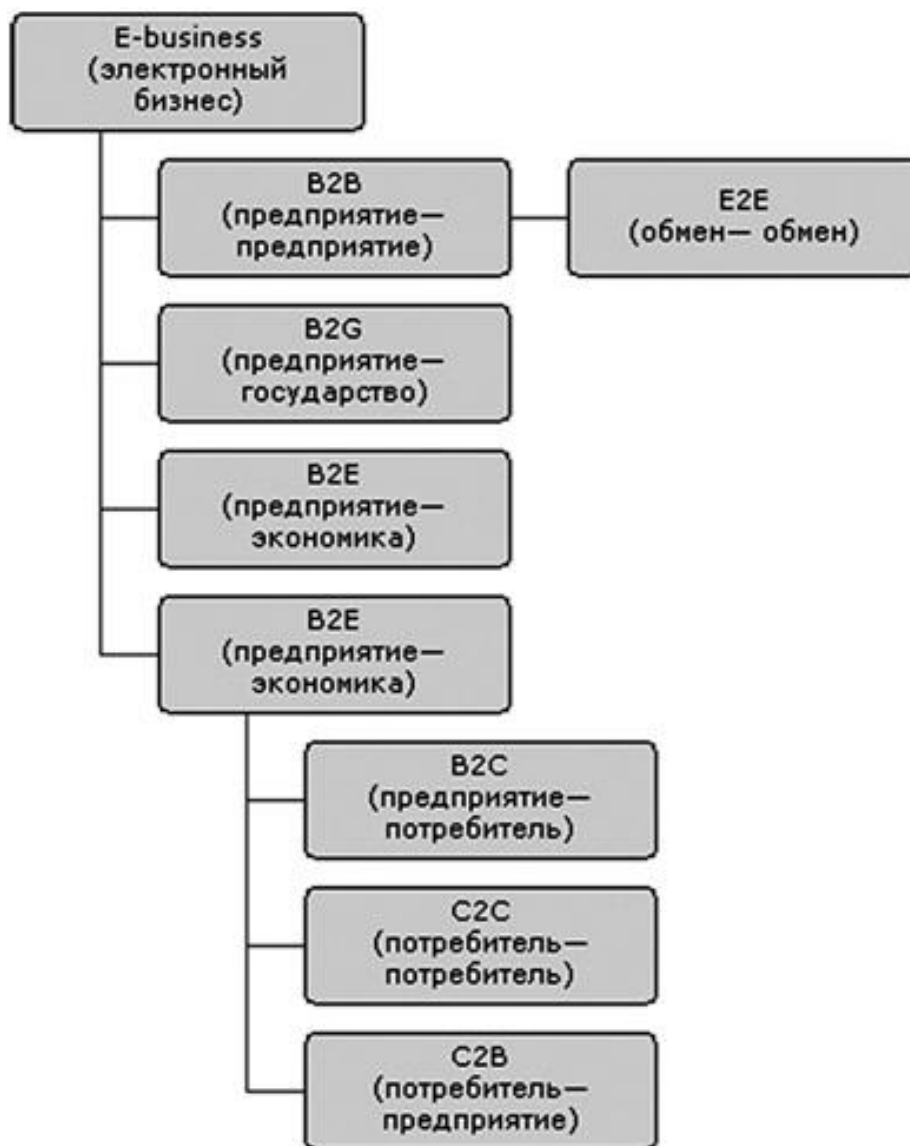 E-business
(электронный
бизнес)
B2B
(предприятие—
предприятие)
E2E
(обмен— обмен)
B2G
(предприятие—
государство)
B2E
(предприятие—
экономика)
B2E
(предприятие—
экономика)
B2C
(предприятие—
потребитель)
C2C
(потребитель—
потребитель)
C2B
(потребитель—
предприятие)